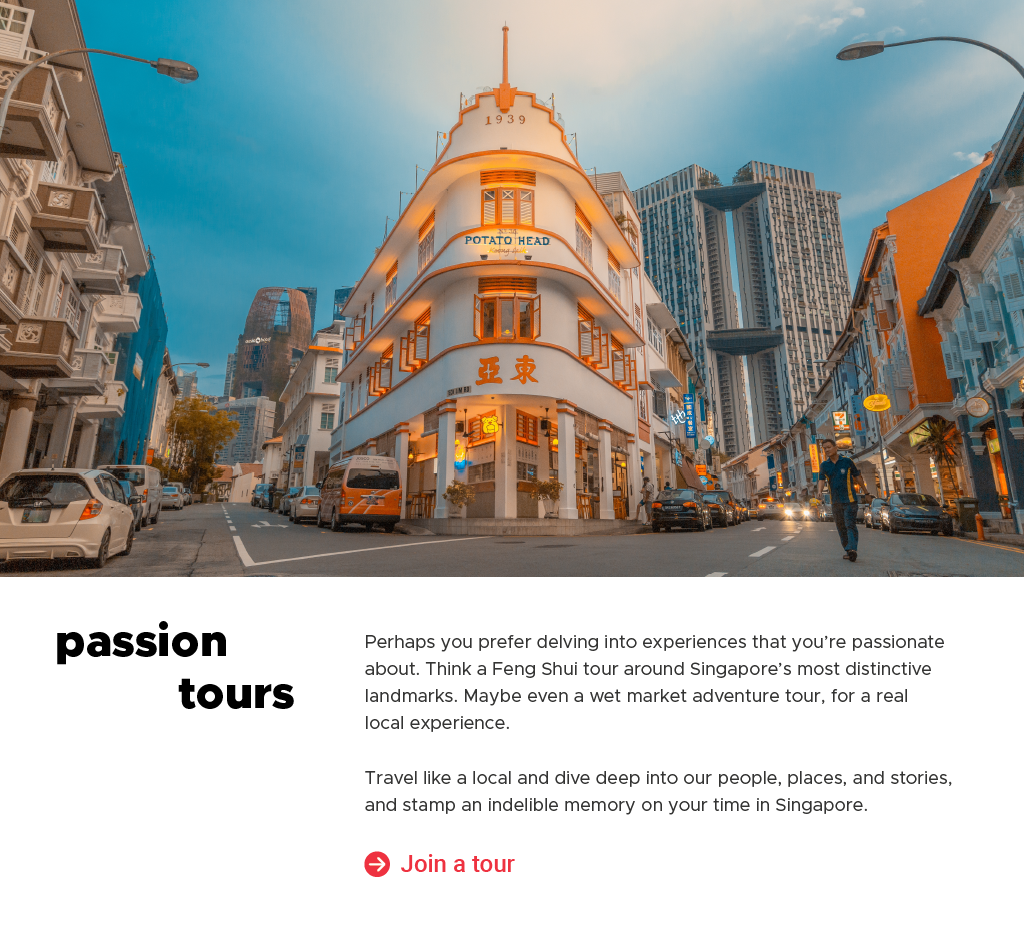 1939
POTATO HEAD
亞東
passion
tours
Perhaps you prefer delving into experiences that you’re passionate
about. Think a Feng Shui tour around Singapore’s most distinctive
landmarks. Maybe even a wet market adventure tour, for a real
local experience.
Travel like a local and dive deep into our people, places, and stories,
and stamp an indelible memory on your time in Singapore.
Join a tour